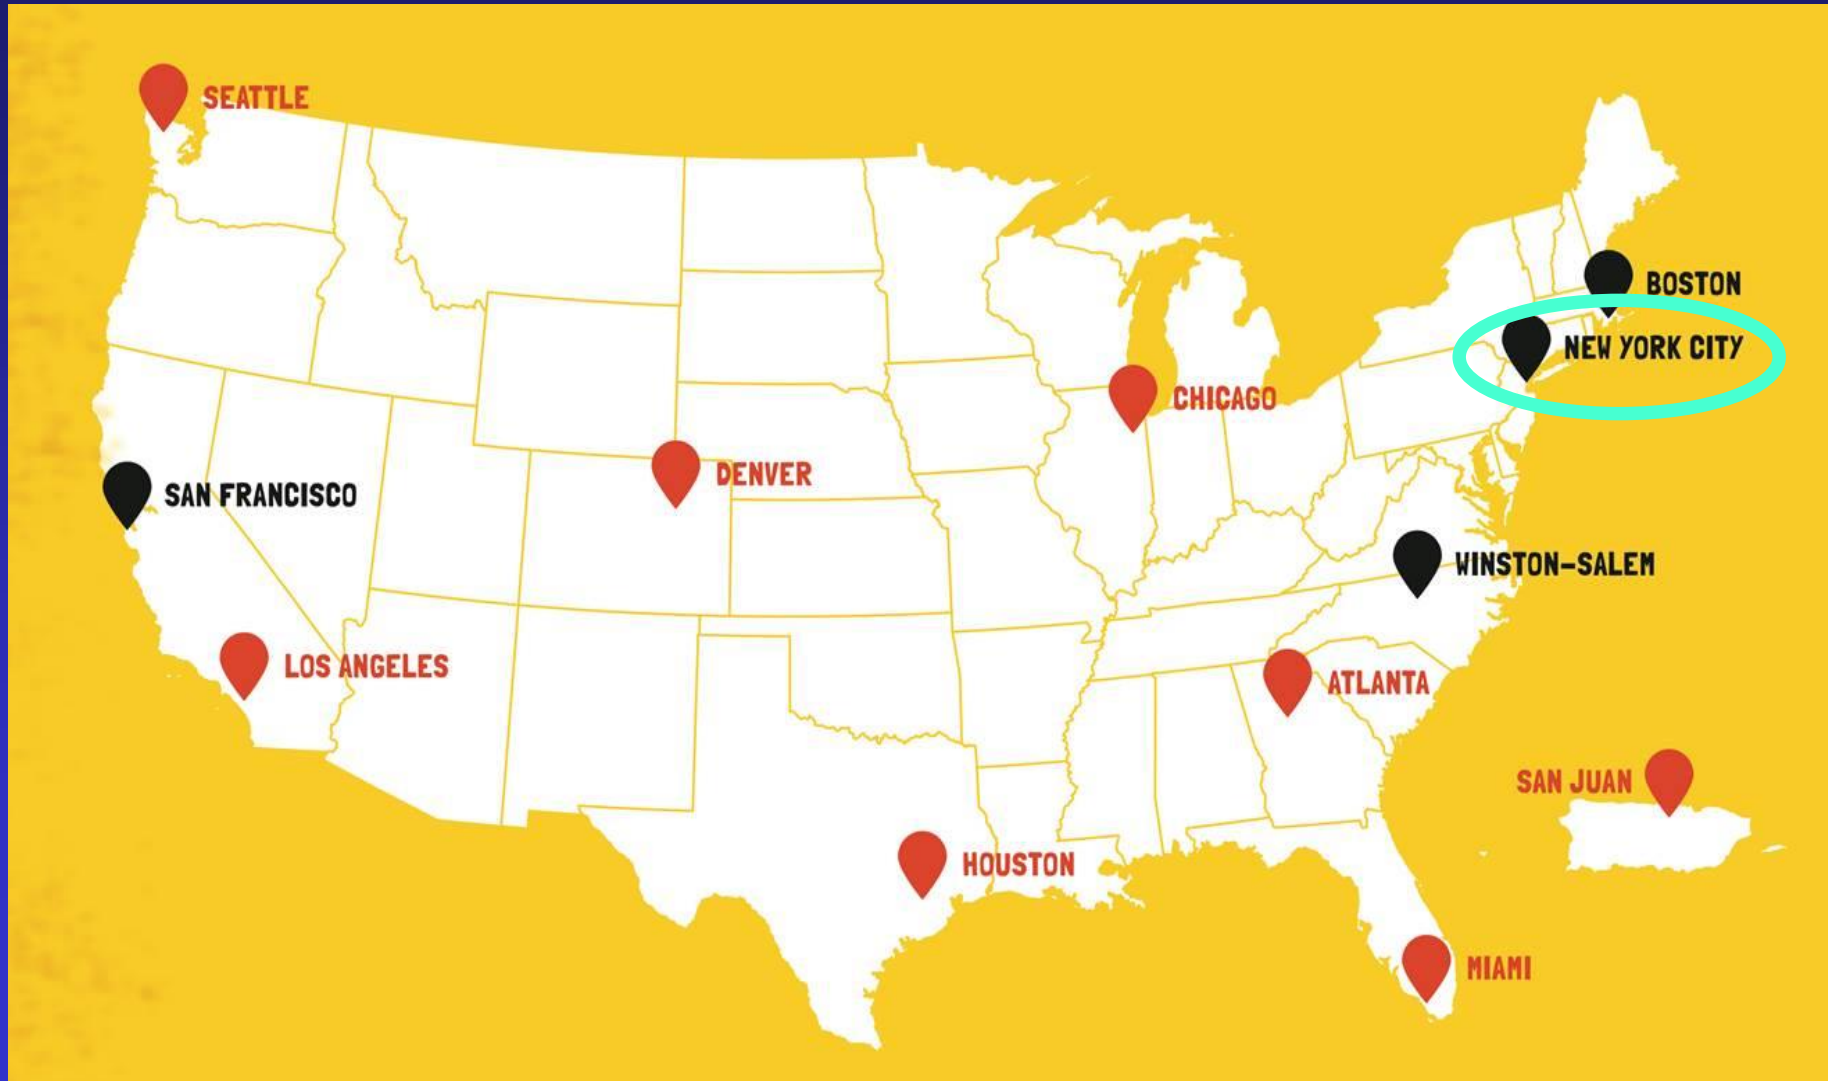 SEATTLE
BOSTON
NEW YORK CITY
CHICAGO
DENVER
SAN FRANCISCO
WINSTON-SALEM
LOS ANGELES
ATLANTA
SAN JUAN
HOUSTON
MIAMI